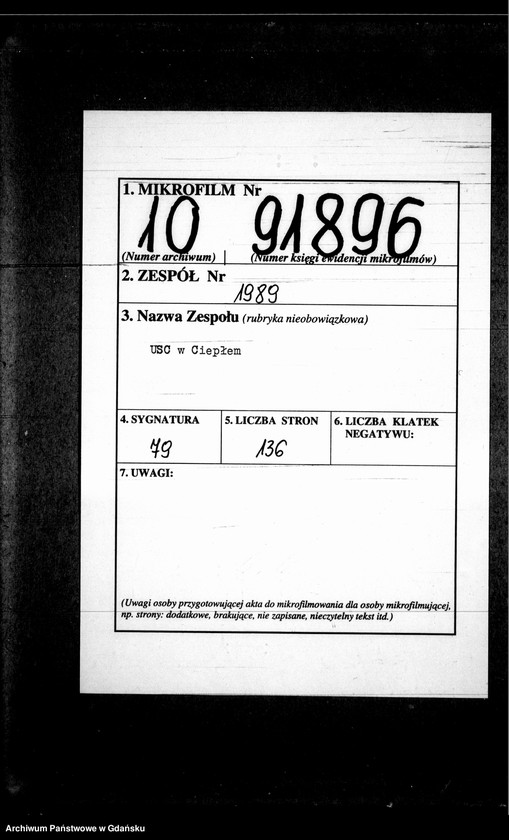 1. MIKROFILM Nr
10 91896
(Numer archiwum) (Numer księgi ewidencji mikrofilmów)
2. ZESPÓŁ Nr
1989
3. Nazwa Zespołu (rubryka nieobowiązkowa)
USC w Ciepłem
4. SYGNATURA 5. LICZBA STRON 6. LICZBA KLATEK
NEGATYWU:
79 136
7. UWAGI:
(Uwagi osoby przygotowującej akta do mikrofilmowania dla osoby mikrofilmującej,
np. strony: dodatkowe, brakujące, nie zapisane, nieczytelny tekst itd.)
Archiwum Państwowe w Gdańsku